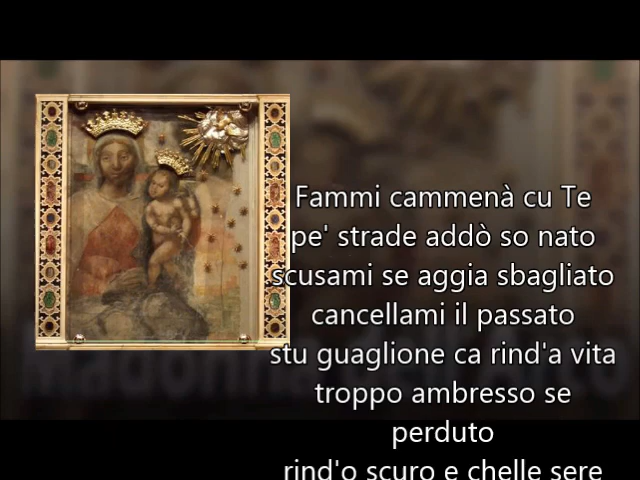 Fammi cammenà cu Te
pe' strade addò so nato
scusami se aggia sbagliato
cancellami il passato
stu guaglione ca rind'a vita
troppo ambresso se
perduto
rind'o scuro e chelle sere